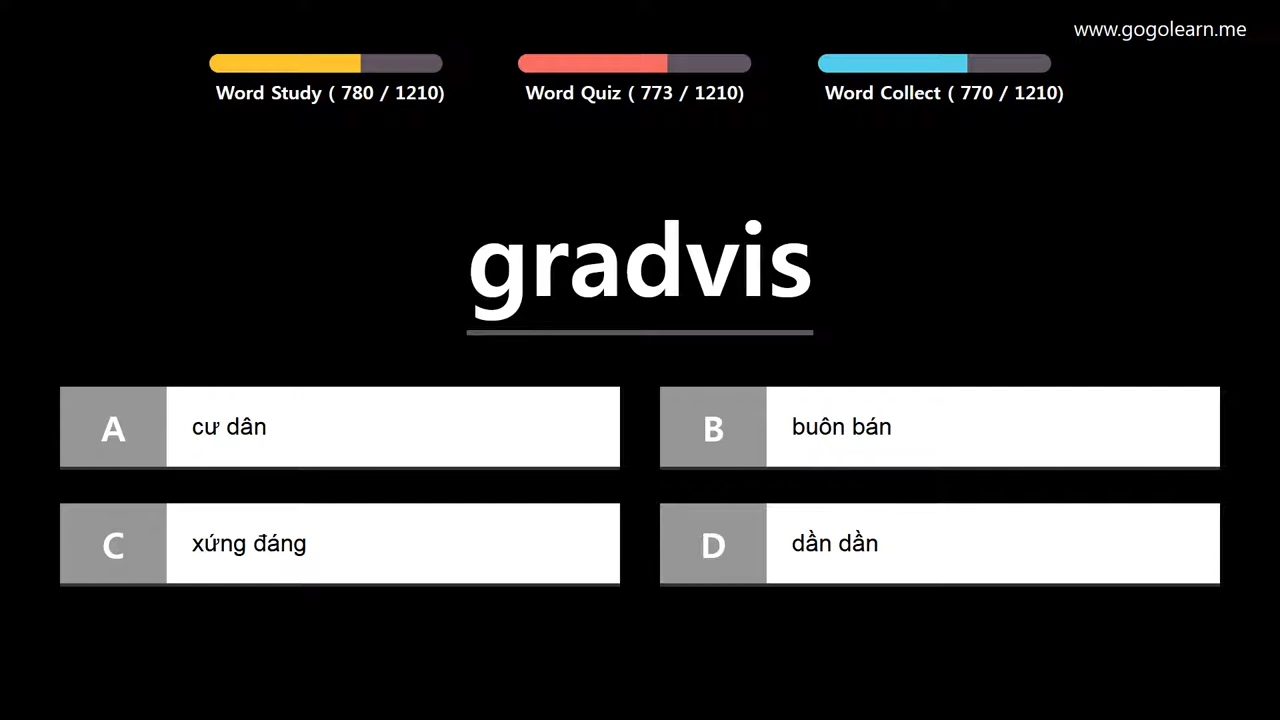 www.gogolearn.me
Word Study ( 780 / 1210)
Word Quiz ( 773 / 1210)
Word Collect ( 770 / 1210)
gradvis
A
cư dân
B
buôn bán
C
xứng đáng
D
dần dần